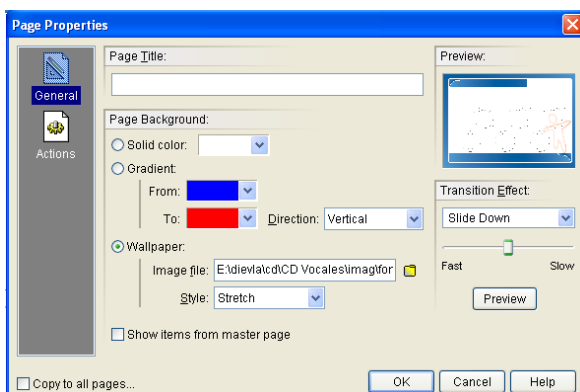 Page Properties
General
Actions
Page Title:
Page Background:
Solid color:
Gradient:
From:
To:
Direction: Vertical
Wallpaper:
Image file: E:\dievla\cd\CD Vocales\imag\for
Style: Stretch
Show items from master page
Preview:
Transition Effect:
Slide Down
Fast Slow
Preview
Copy to all pages...
OK Cancel Help